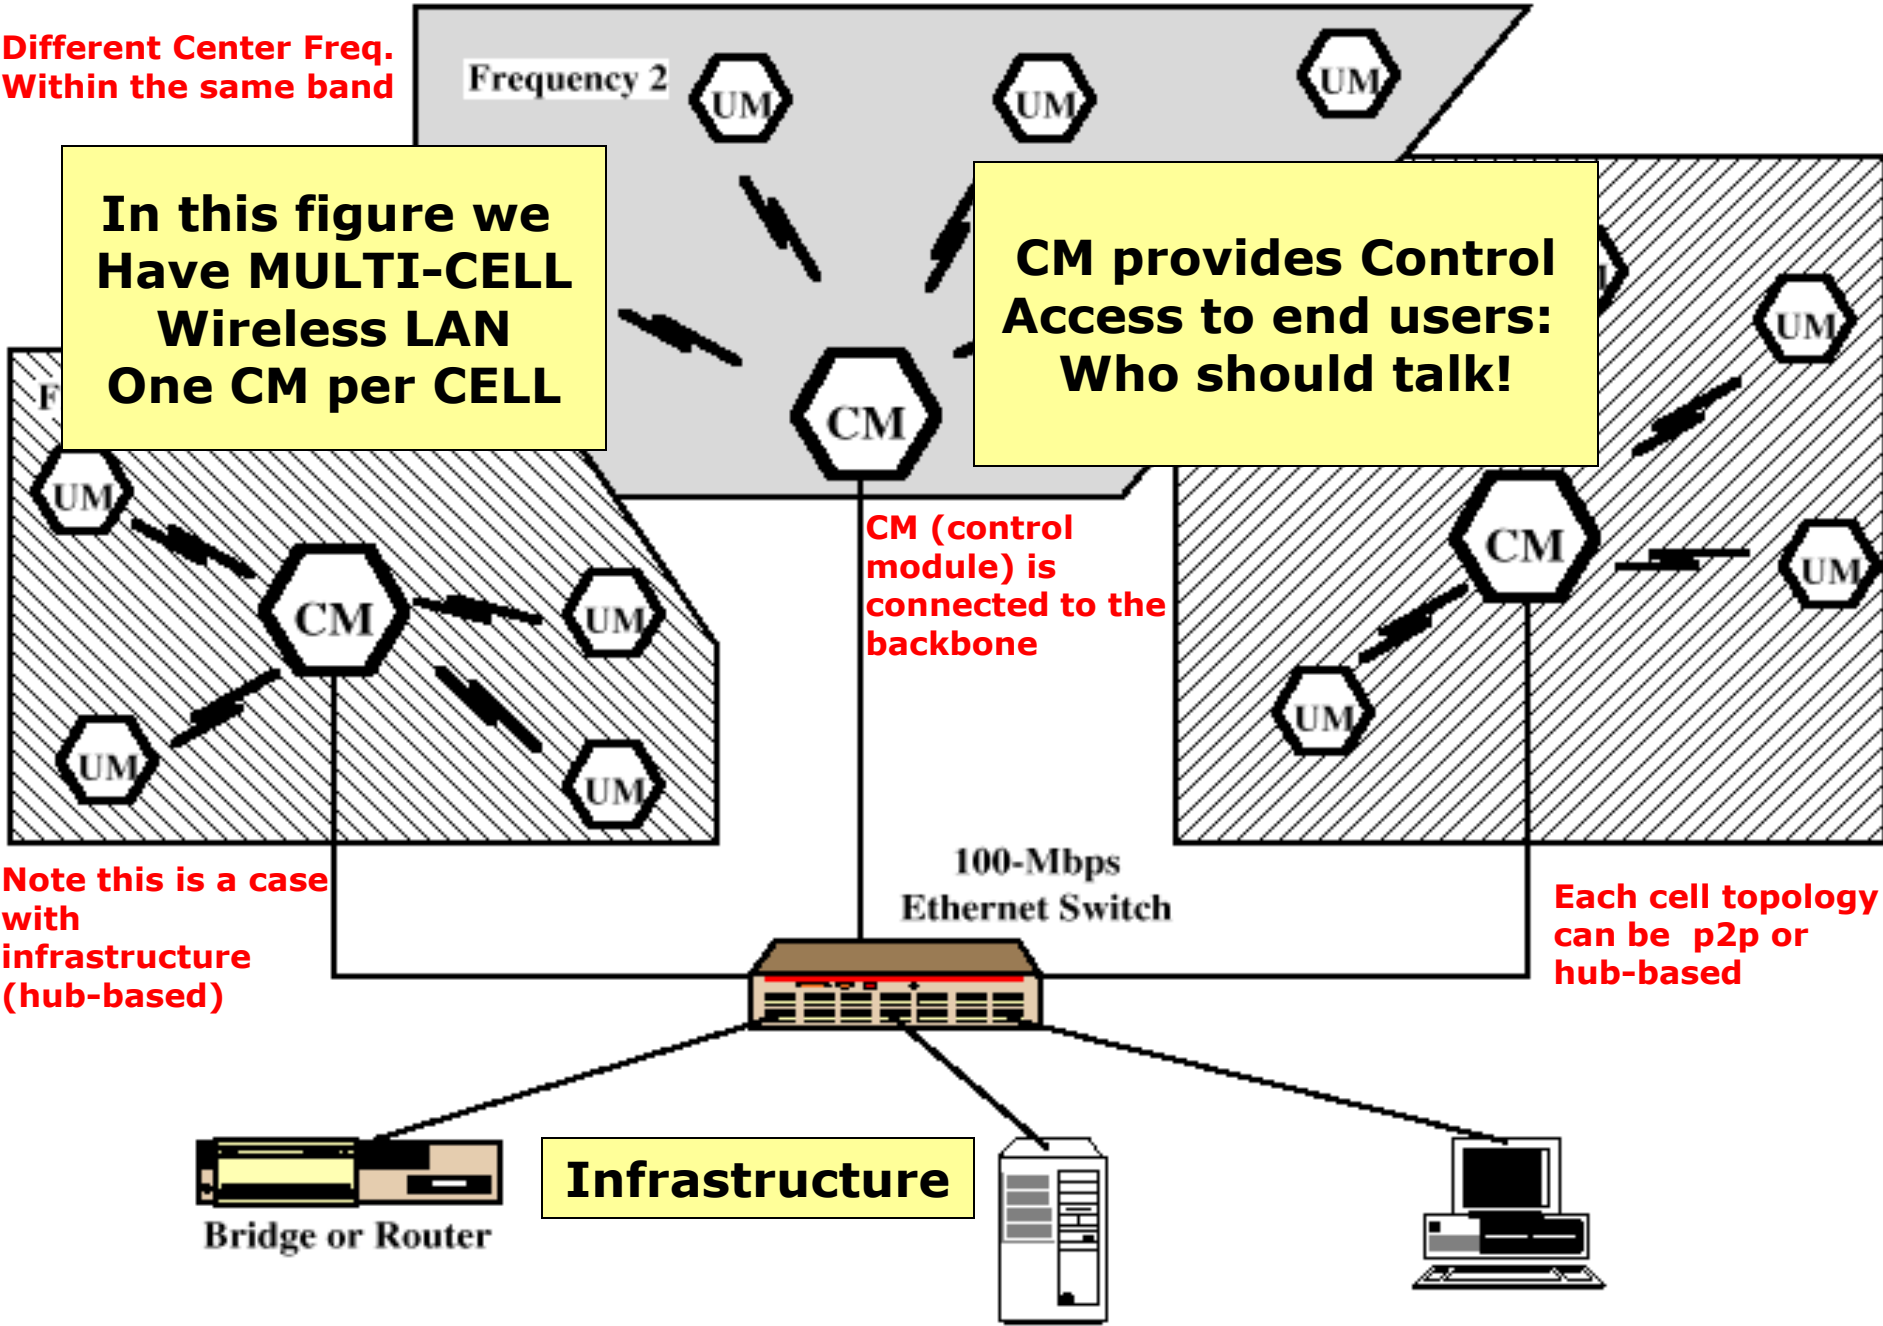 Different Center Freq.
Within the same band
Frequency 2
UM
UM
UM
In this figure we
Have MULTI-CELL
Wireless LAN
One CM per CELL
CM provides Control
Access to end users:
Who should talk!
UM
F
CM
UM
CM
UM
CM
UM
UM
UM
UM
UM
CM (control
module) is
connected to the
backbone
100-Mbps
Ethernet Switch
Note this is a case
with
infrastructure
(hub-based)
Each cell topology
can be p2p or
hub-based
Infrastructure
Bridge or Router